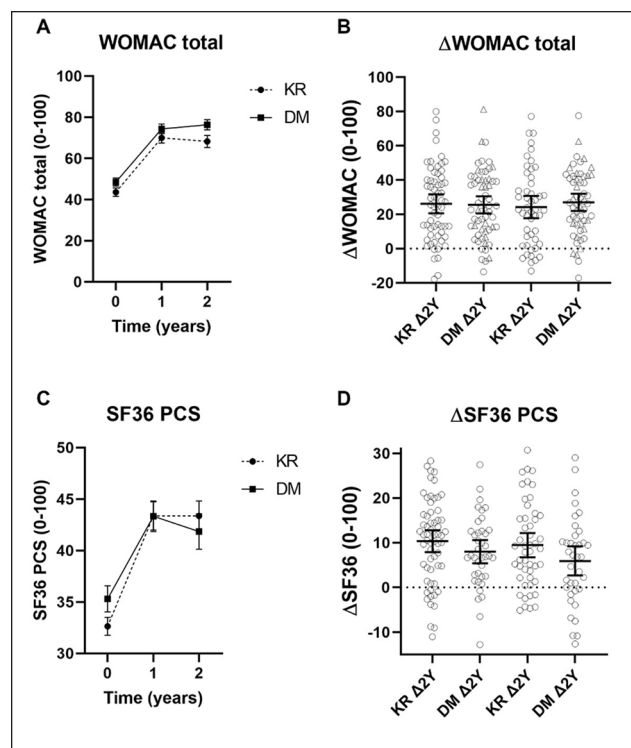 A
WOMAC total
WOMAC total (0-100)
100
80
60
40
20
0
0 1 2
Time (years)
KR
DM
B
ΔWOMAC total
ΔWOMAC (0-100)
100
80
60
40
20
0
-20
KR Δ2Y DM Δ2Y KR Δ2Y DM Δ2Y
C
SF36 PCS
SF36 PCS (0-100)
45
43
39
35
33
30
0 1 2
Time (years)
KR
DM
D
ΔSF36 PCS
ΔSF36 (0-100)
30
20
10
0
-10
KR Δ2Y DM Δ2Y KR Δ2Y DM Δ2Y